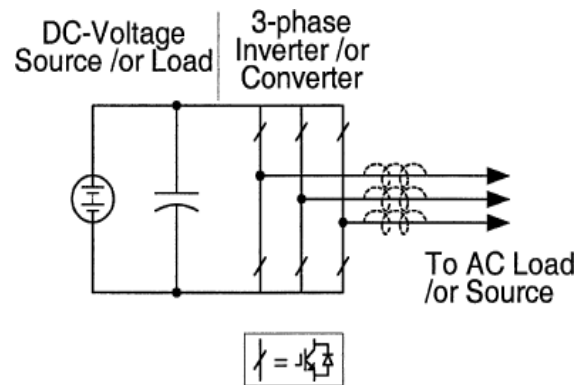 DC-Voltage
Source /or Load
3-phase
Inverter /or
Converter
To AC Load
/or Source
=